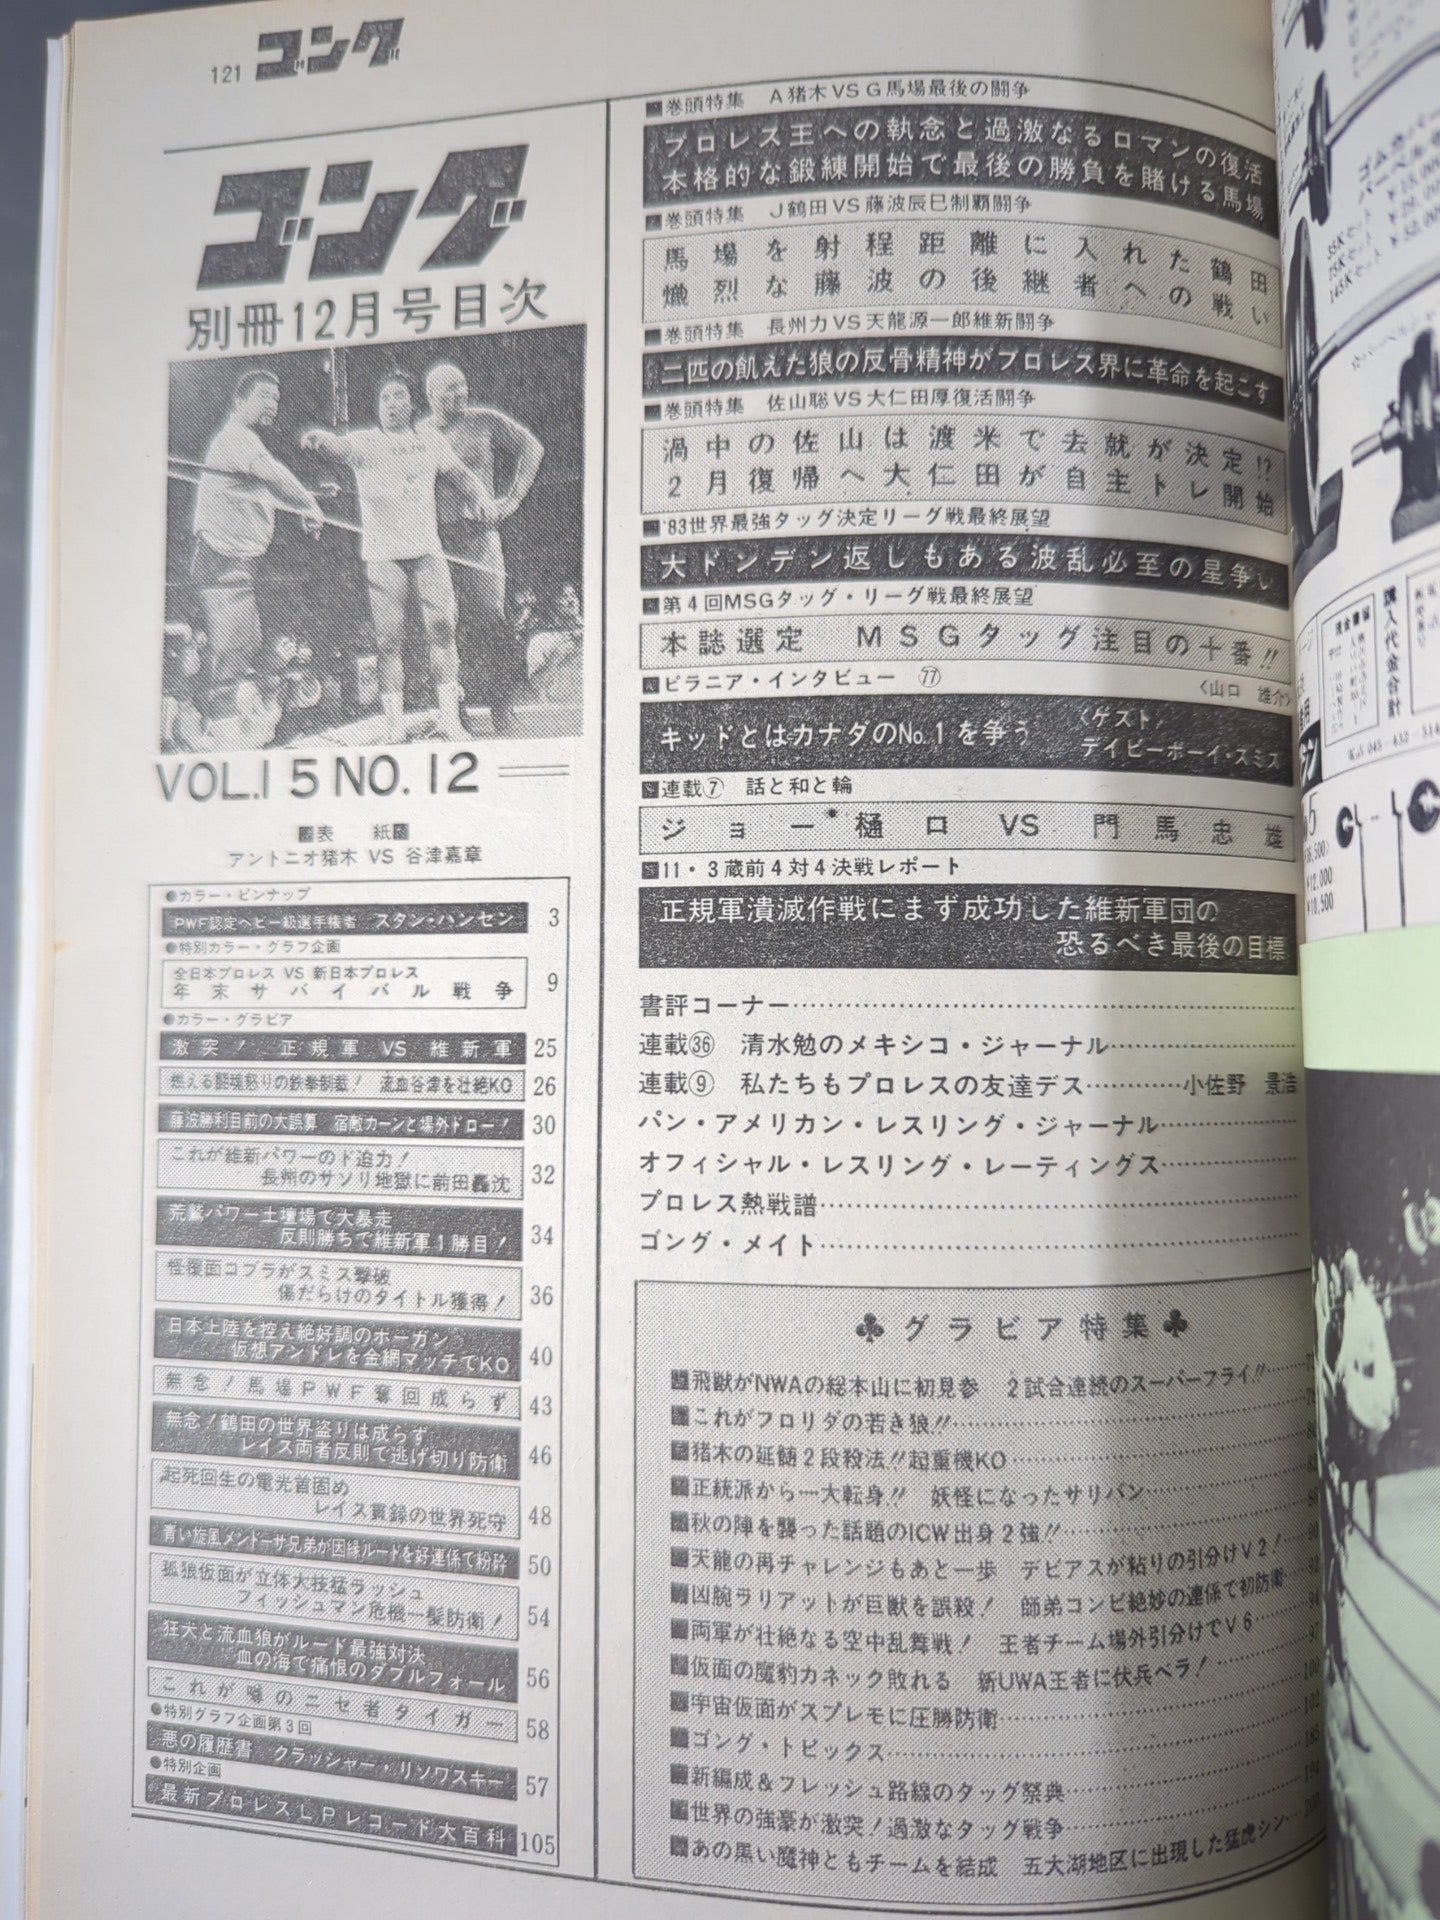 121 ゴング
ゴング
別冊12月号目次
VOL.15 NO.12
表 紙
アントニオ猪木 VS 谷津嘉章
●カラー・ピンナップ
PWF認定ヘビー級選手権者 スタン・ハンセン 3
●特別カラー・グラフ企画
全日本プロレス VS 新日本プロレス
年末サバイバル戦争 9
●カラー・グラビア
激突! 正規軍 VS 維新軍 25
燃える闘魂怒りの鉄拳制裁! 流血谷津を壮絶KO 26
藤波勝利目前の大誤算 宿敵カーンと場外ドロー! 30
これが維新パワーのド迫力!
長州のサソリ地獄に前田轟沈 32
荒鷲パワー土壇場で大暴走
反則勝ちで維新軍1勝目! 34
怪覆面コブラがスミス撃破
傷だらけのタイトル獲得! 36
日本上陸を控え絶好調のホーガン
仮想アンドレを金網マッチでKO 40
無念!馬場PWF奪回成らず 43
無念!鶴田の世界盗りは成らず
レイス両者反則で逃げ切り防衛 46
起死回生の電光首固め
レイス貫録の世界死守 48
青い旋風メンドーサ兄弟が因縁ルードを好連係で粉砕 50
孤狼仮面が立体大技猛ラッシュ
フィッシュマン危機一髪防衛! 54
狂犬と流血狼がルード最強対決
血の海で痛恨のダブルフォール 56
これが噂のニセ者タイガー 58
●特別グラフ企画第3回
悪の履歴書 クラッシャー・リソワスキー 57
●特別企画
最新プロレスLPレコード大百科 105
巻頭特集 A猪木VSG馬場最後の闘争
プロレス王への執念と過激なるロマンの復活
本格的な鍛練開始で最後の勝負を賭ける馬場
巻頭特集 J鶴田VS藤波辰巳制覇闘争
馬場を射程距離に入れた鶴田
熾烈な藤波の後継者への戦い
巻頭特集 長州力VS天龍源一郎維新闘争
二匹の飢えた狼の反骨精神がプロレス界に革命を起こす
巻頭特集 佐山聡VS大仁田厚復活闘争
渦中の佐山は渡米で去就が決定!?
2月復帰へ大仁田が自主トレ開始
'83世界最強タッグ決定リーグ戦最終展望
大ドンデン返しもある波乱必至の星争い
第4回MSGタッグ・リーグ戦最終展望
本誌選定 MSGタッグ注目の十番!!
ピラニア・インタビュー 77 〈山口 雄介〉
キッドとはカナダのNo.1を争う 〈ゲスト〉
デイビーボーイ・スミス
連載⑦ 話と和と輪
ジョー樋口 VS 門馬忠雄
11・3蔵前4対4決戦レポート
正規軍潰滅作戦にまず成功した維新軍団の
恐るべき最後の目標
書評コーナー
連載㊱ 清水勉のメキシコ・ジャーナル
連載⑨ 私たちもプロレスの友達デス 小佐野 景浩
パン・アメリカン・レスリング・ジャーナル
オフィシャル・レスリング・レーティングス
プロレス熱戦譜
ゴング・メイト
♣グラビア特集♣
飛獣がNWAの総本山に初見参 2試合連続のスーパーフライ!!
これがフロリダの若き狼!!
猪木の延髄2段殺法!!起重機KO
正統派から一大転身!! 妖怪になったサリバン
秋の陣を襲った話題のICW出身2強!!
天龍の再チャレンジもあと一歩 デビアスが粘りの引分けV2!
凶腕ラリアットが巨獣を誤殺! 師弟コンビ絶妙の連係で初防衛
両軍が壮絶なる空中乱舞戦! 王者チーム場外引分けでV6
仮面の魔豹カネック敗れる 新UWA王者に伏兵ペラ!
宇宙仮面がスプレモに圧勝防衛
ゴング・トピックス
新編成&フレッシュ路線のタッグ祭典
世界の強豪が激突!過激なタッグ戦争
あの黒い魔神ともチームを結成 五大湖地区に出現した猛虎シン